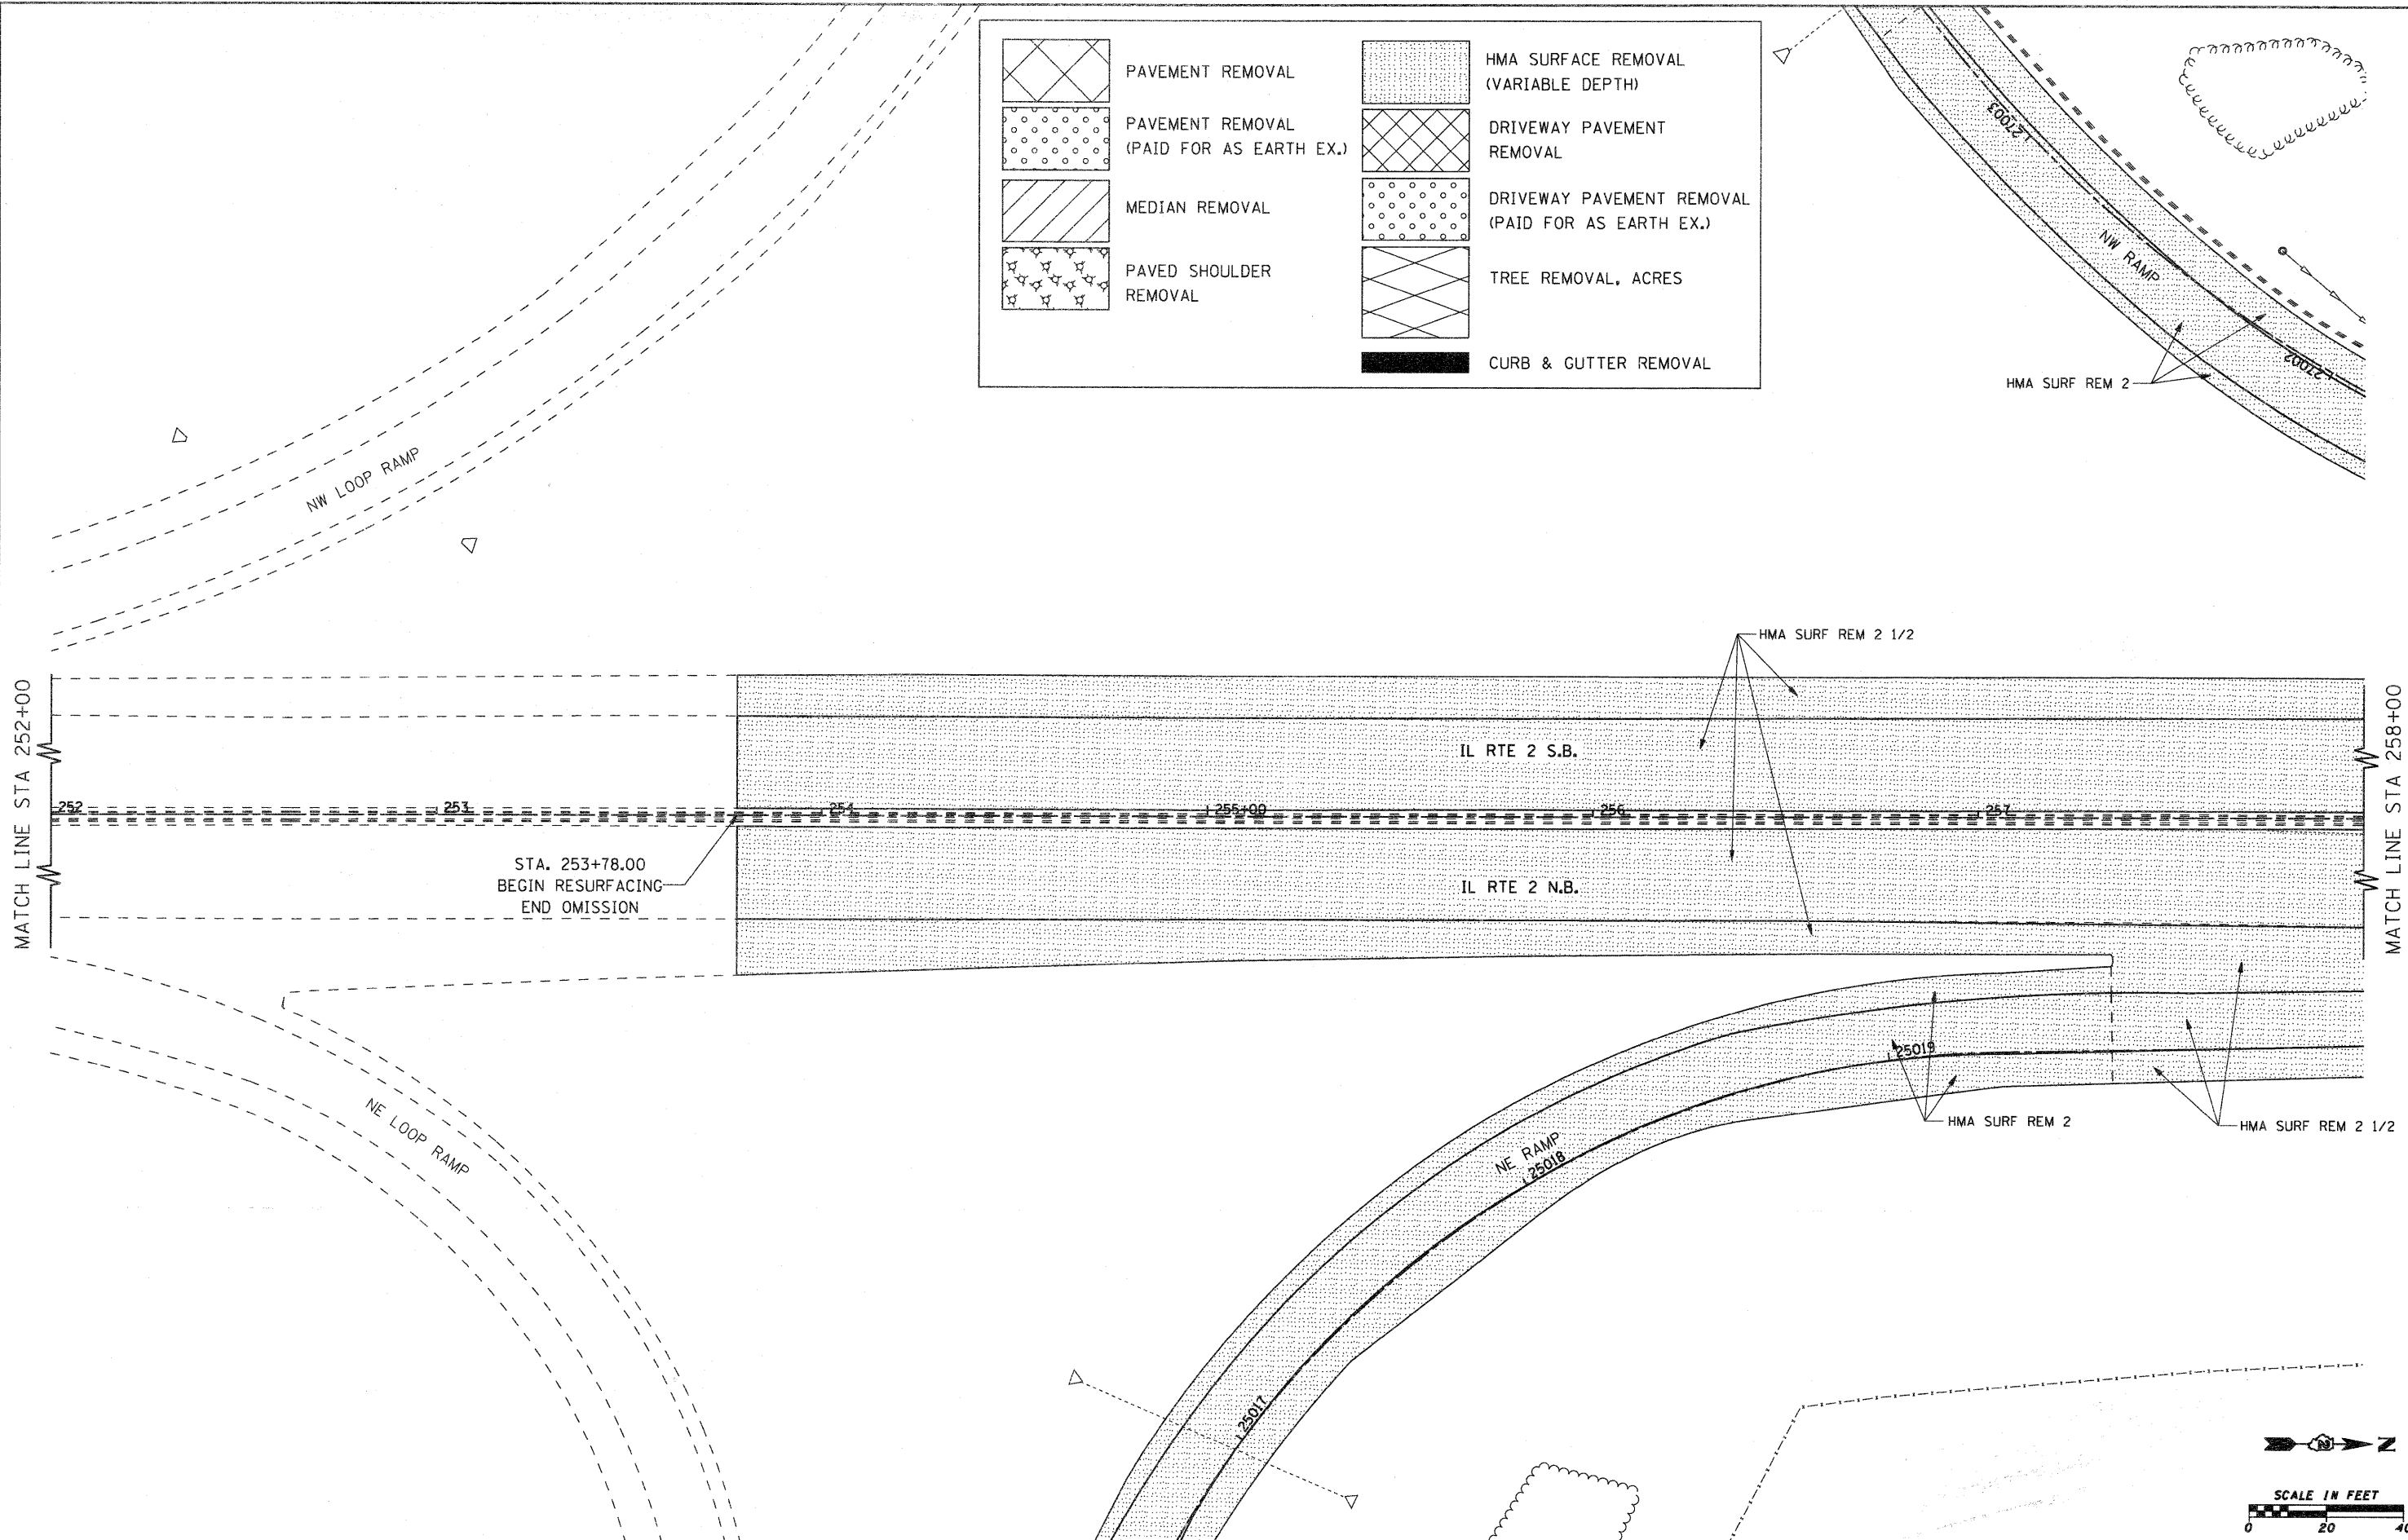 PAVEMENT REMOVAL
PAVEMENT REMOVAL
(PAID FOR AS EARTH EX.)
MEDIAN REMOVAL
PAVED SHOULDER
REMOVAL
HMA SURFACE REMOVAL
(VARIABLE DEPTH)
DRIVEWAY PAVEMENT
REMOVAL
DRIVEWAY PAVEMENT REMOVAL
(PAID FOR AS EARTH EX.)
TREE REMOVAL, ACRES
CURB & GUTTER REMOVAL
27003
NW RAMP
27002
HMA SURF REM 2
NW LOOP RAMP
HMA SURF REM 2 1/2
MATCH LINE STA 252+00
IL RTE 2 S.B.
252
253
254
255+00
256
257
MATCH LINE STA 258+00
STA. 253+78.00
BEGIN RESURFACING
END OMISSION
IL RTE 2 N.B.
25019
HMA SURF REM 2
HMA SURF REM 2 1/2
NE LOOP RAMP
NE RAMP
25018
25017
N
SCALE IN FEET
0 20 40